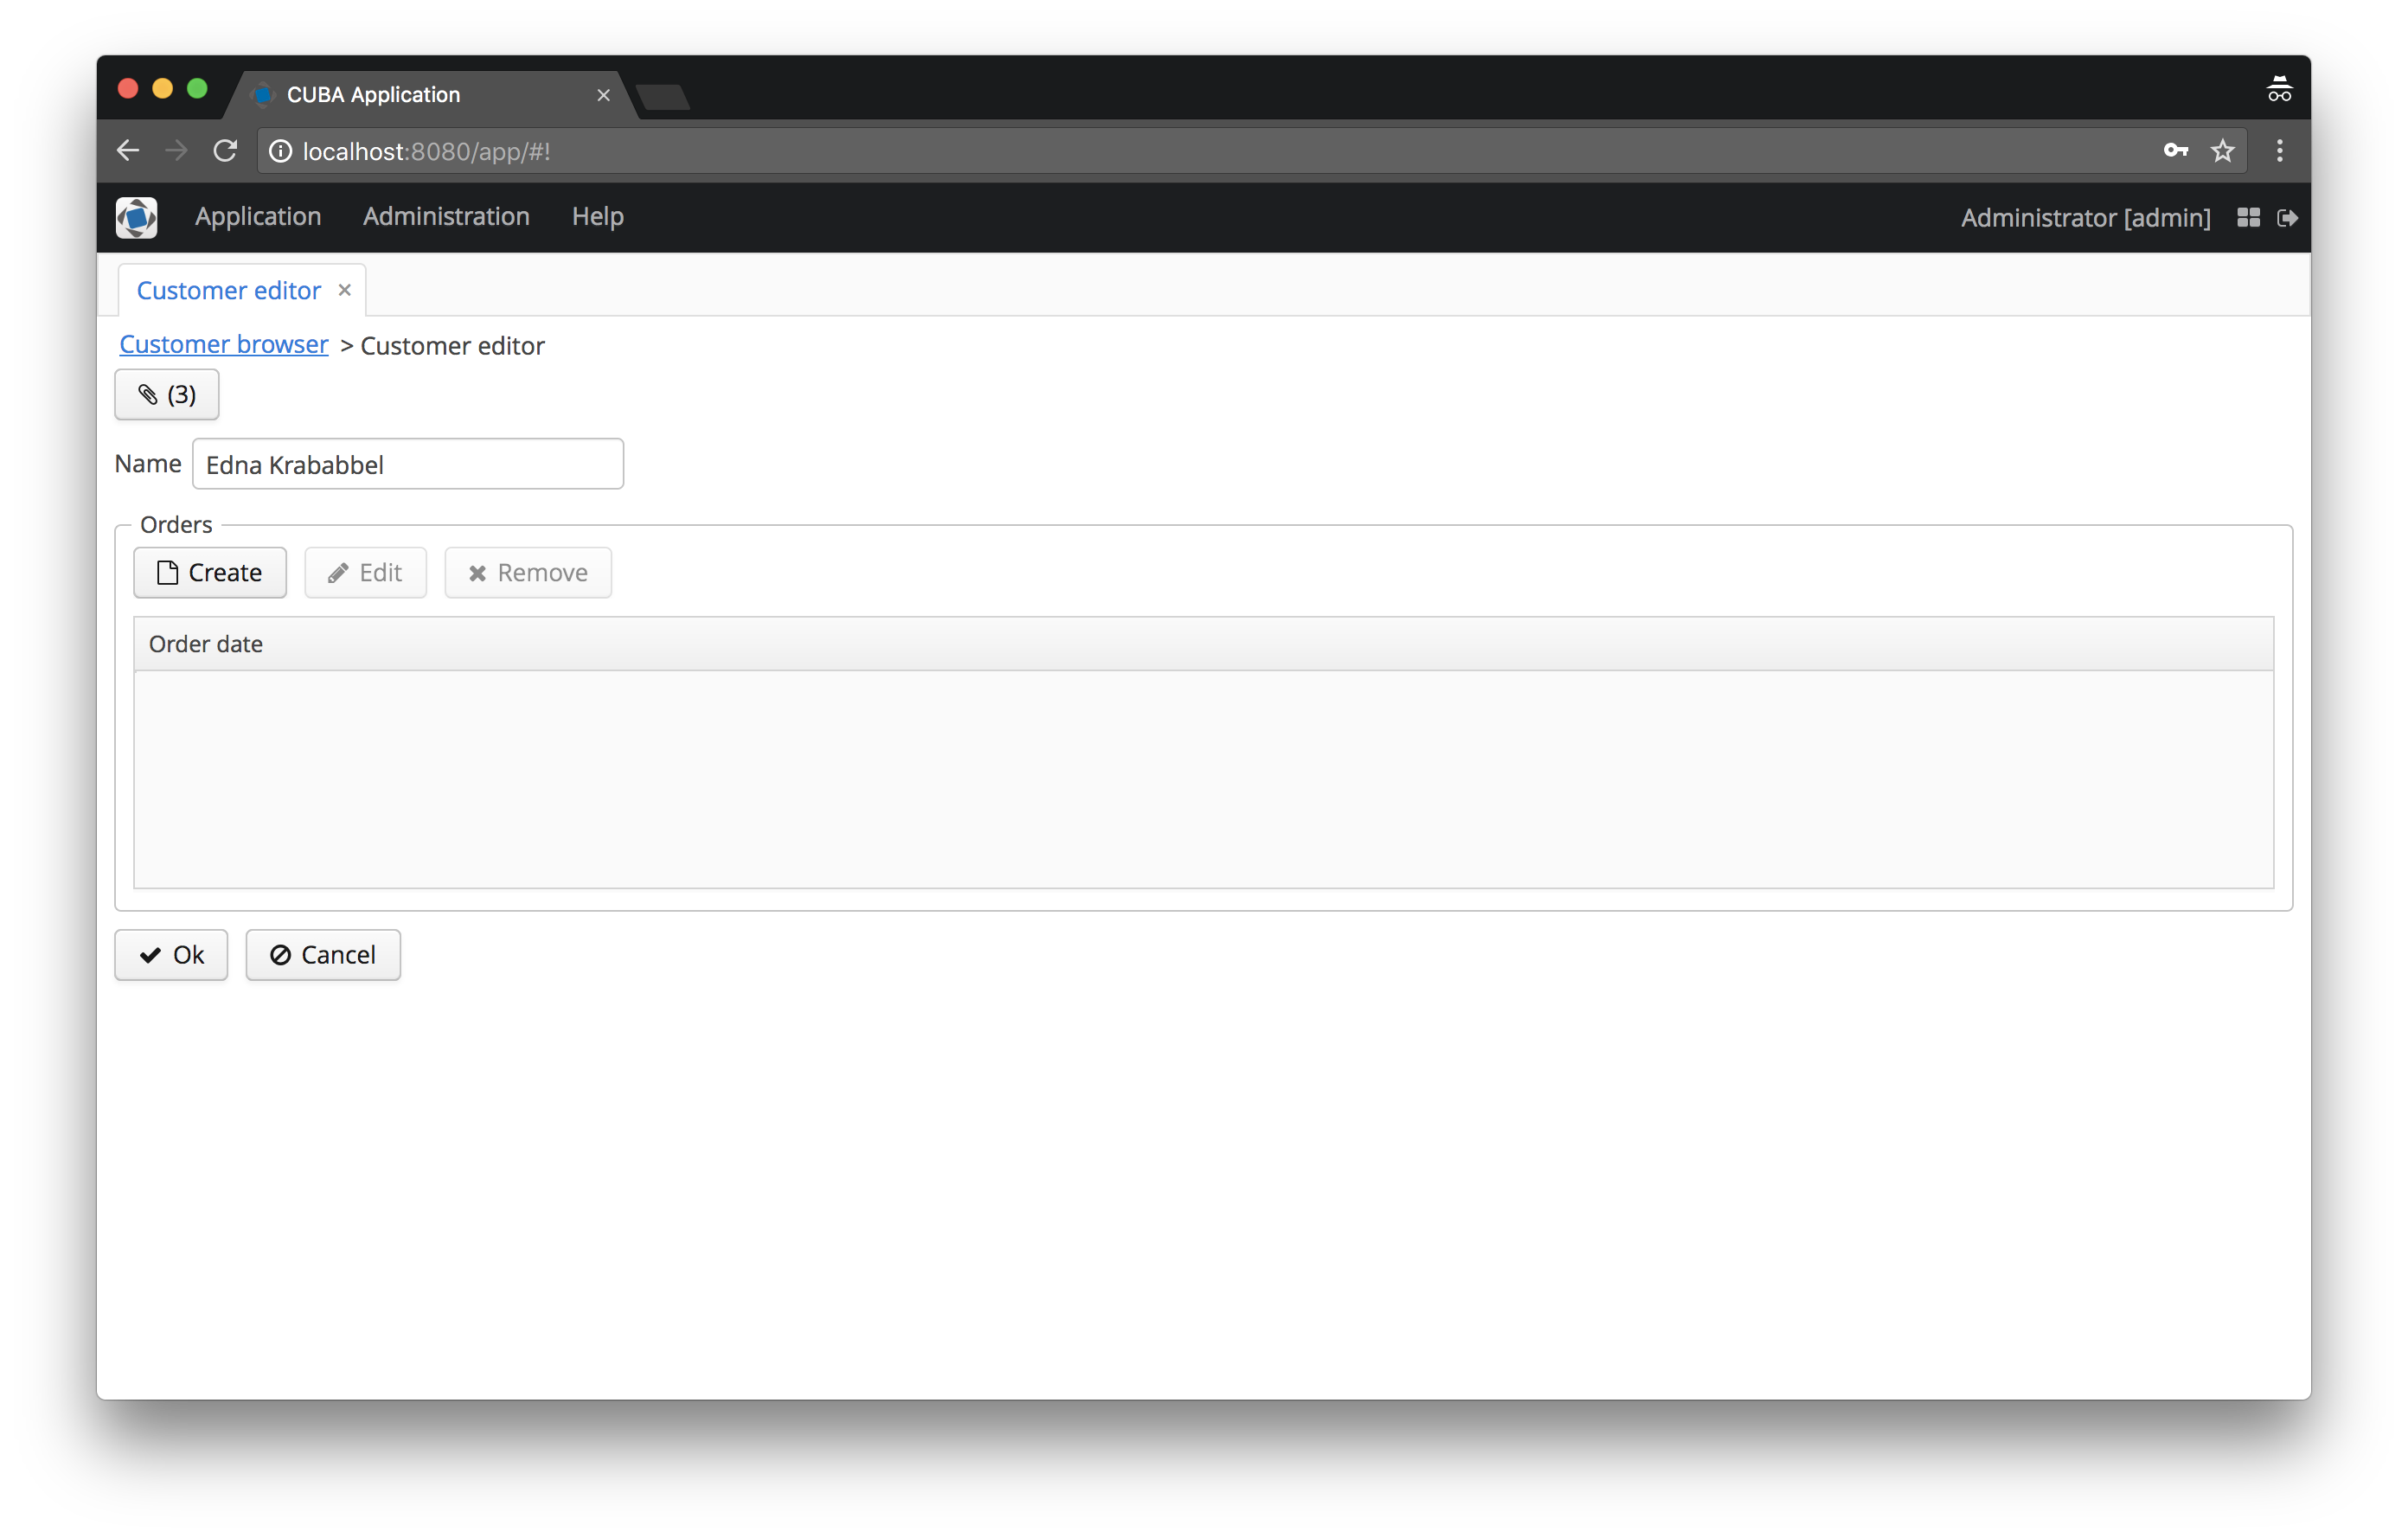 CUBA Application
localhost:8080/app/#!
Application Administration Help Administrator [admin]
Customer editor
Customer browser > Customer editor
(3)
Name Edna Krababbel
Orders
Create Edit Remove
Order date
Ok Cancel